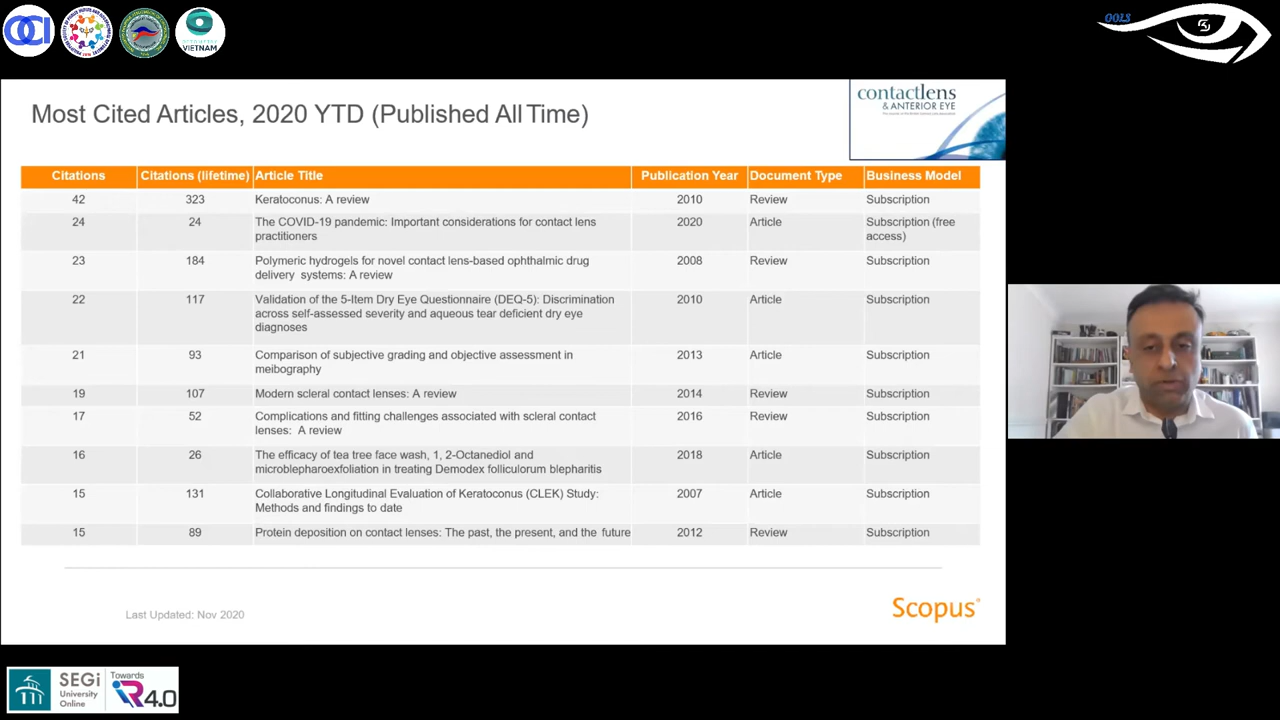 OCI
VIETNAM
OOLS
Most Cited Articles, 2020 YTD (Published All Time)
contactlens
& ANTERIOR EYE
Citations Citations (lifetime) Article Title Publication Year Document Type Business Model
42 323 Keratoconus: A review 2010 Review Subscription
24 24 The COVID-19 pandemic: Important considerations for contact lens 2020 Article Subscription (free
practitioners access)
23 184 Polymeric hydrogels for novel contact lens-based ophthalmic drug 2008 Review Subscription
delivery systems: A review
22 117 Validation of the 5-Item Dry Eye Questionnaire (DEQ-5): Discrimination 2010 Article Subscription
across self-assessed severity and aqueous tear deficient dry eye
diagnoses
21 93 Comparison of subjective grading and objective assessment in 2013 Article Subscription
meibography
19 107 Modern scleral contact lenses: A review 2014 Review Subscription
17 52 Complications and fitting challenges associated with scleral contact 2016 Review Subscription
lenses: A review
16 26 The efficacy of tea tree face wash, 1, 2-Octanediol and 2018 Article Subscription
microblepharoexfoliation in treating Demodex folliculorum blepharitis
15 131 Collaborative Longitudinal Evaluation of Keratoconus (CLEK) Study: 2007 Article Subscription
Methods and findings to date
15 89 Protein deposition on contact lenses: The past, the present, and the future 2012 Review Subscription
Last Updated: Nov 2020
Scopus
SEGi
University
Online
Towards
iR4.0